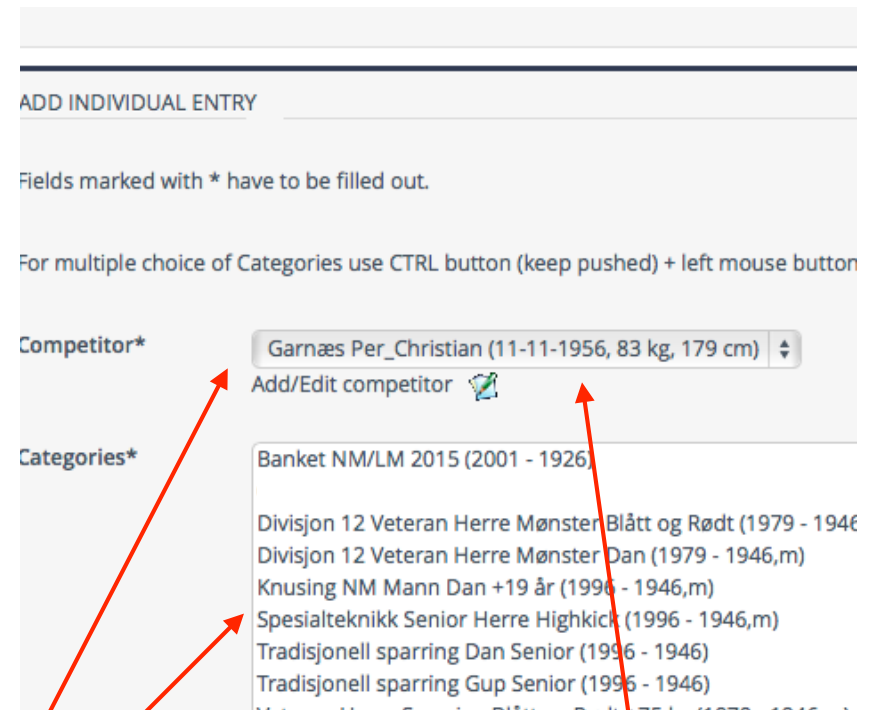 ADD INDIVIDUAL ENTRY
Fields marked with * have to be filled out.
For multiple choice of Categories use CTRL button (keep pushed) + left mouse button
Competitor*
Garnæs Per_Christian (11-11-1956, 83 kg, 179 cm)
Add/Edit competitor
Categories*
Banket NM/LM 2015 (2001 - 1926)
Divisjon 12 Veteran Herre Mønster Blått og Rødt (1979 - 1946
Divisjon 12 Veteran Herre Mønster Dan (1979 - 1946,m)
Knusing NM Mann Dan +19 år (1996 - 1946,m)
Spesialteknikk Senior Herre Highkick (1996 - 1946,m)
Tradisjonell sparring Dan Senior (1996 - 1946)
Tradisjonell sparring Gup Senior (1996 - 1946)